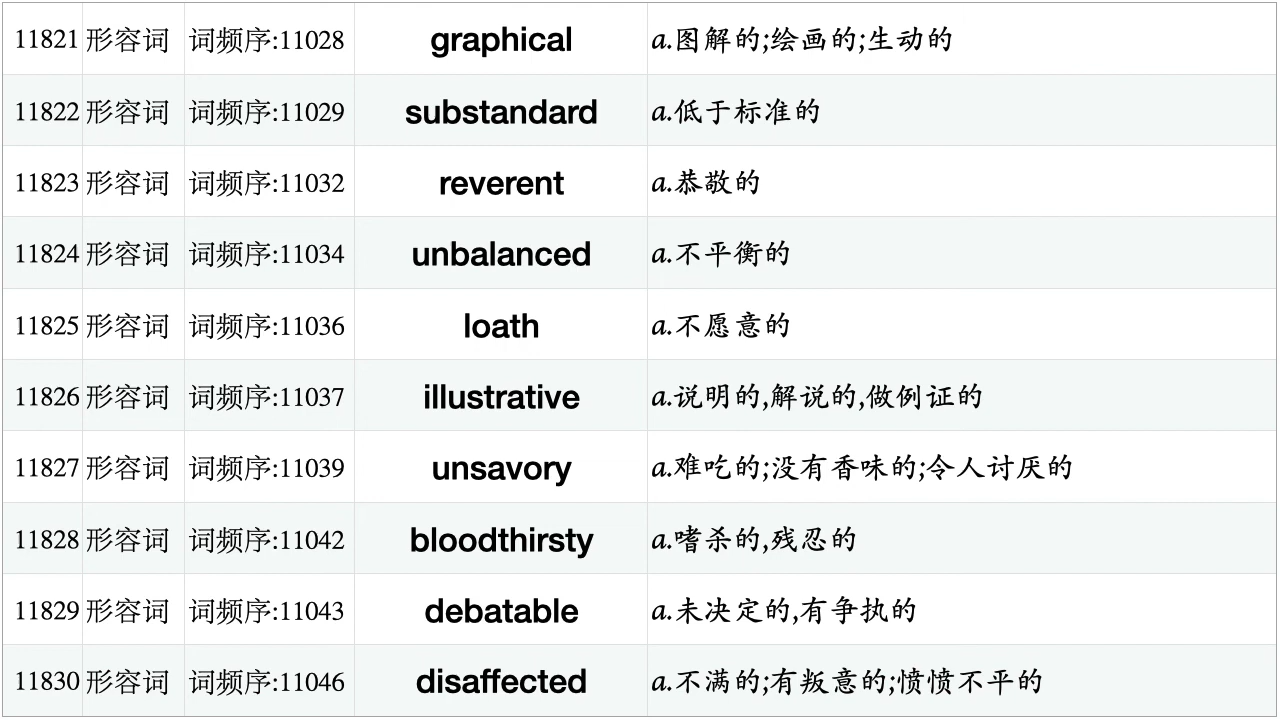 11821 形容词 词频序:11028 graphical a.图解的;绘画的;生动的
11822 形容词 词频序:11029 substandard a.低于标准的
11823 形容词 词频序:11032 reverent a.恭敬的
11824 形容词 词频序:11034 unbalanced a.不平衡的
11825 形容词 词频序:11036 loath a.不愿意的
11826 形容词 词频序:11037 illustrative a.说明的,解说的,做例证的
11827 形容词 词频序:11039 unsavory a.难吃的;没有香味的;令人讨厌的
11828 形容词 词频序:11042 bloodthirsty a.嗜杀的,残忍的
11829 形容词 词频序:11043 debatable a.未决定的,有争执的
11830 形容词 词频序:11046 disaffected a.不满的;有叛意的;愤愤不平的